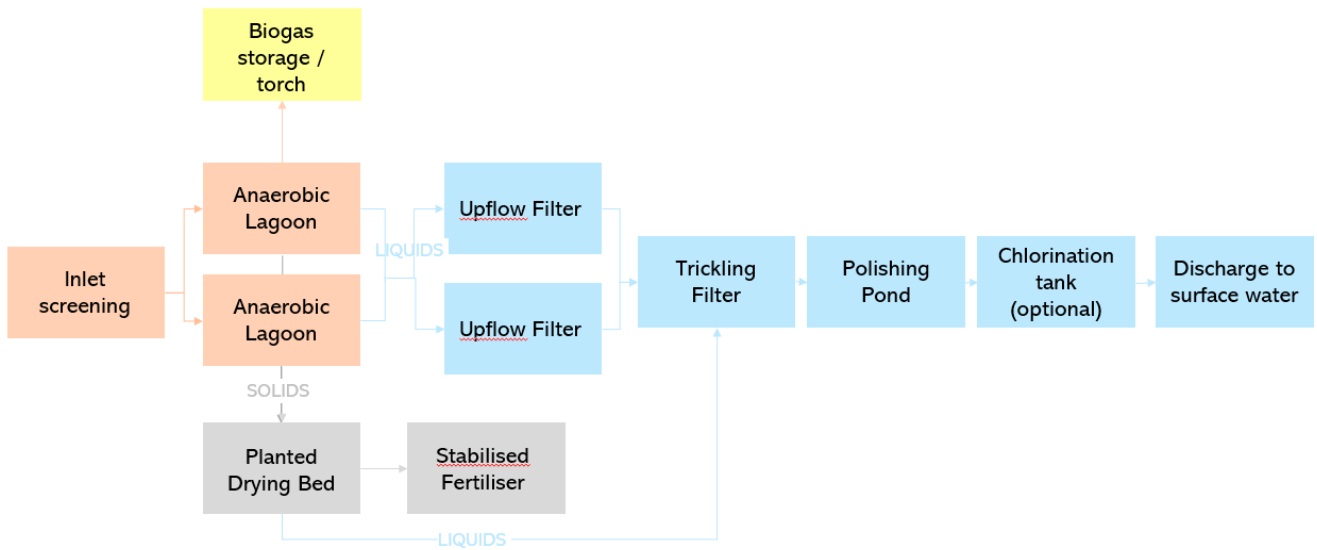 Biogas
storage /
torch
Anaerobic
Lagoon
Upflow Filter
LIQUIDS
Inlet
screening
Anaerobic
Lagoon
Upflow Filter
Trickling
Filter
Polishing
Pond
Chlorination
tank
(optional)
Discharge to
surface water
SOLIDS
Planted
Drying Bed
Stabilised
Fertiliser
LIQUIDS